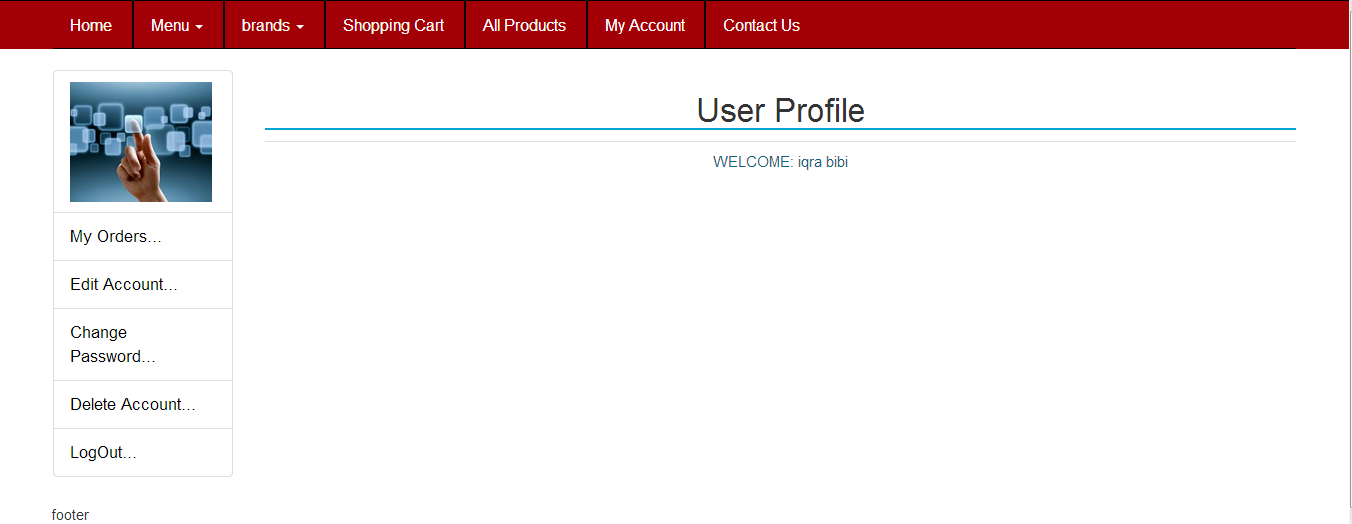 Home Menu brands Shopping Cart All Products My Account Contact Us
User Profile
WELCOME: iqra bibi
My Orders...
Edit Account...
Change
Password...
Delete Account...
LogOut...
footer